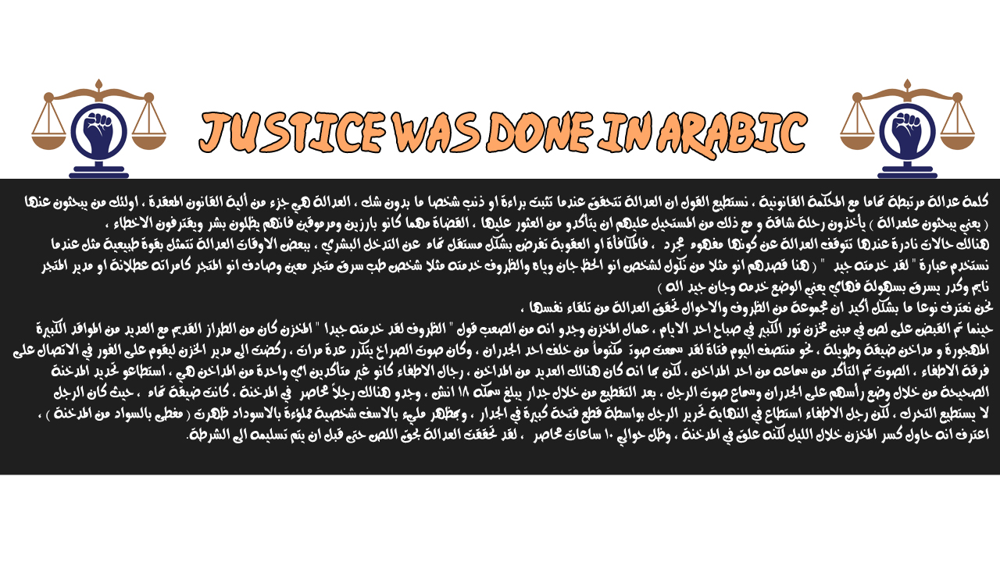 JUSTICE WAS DONE IN ARABIC
كلمة عدالة مرتبطة تماما مع المحكمة القانونية ، نستطيع القول ان العدالة تتحقق عندما تثبت براءة او ذنب شخصا ما بدون شك ، العدالة هي جزء من ألية القانون المعقدة ، اولئك من يبحثون عنها
( يعني يبحثون علعدالة ) يأخذون رحلة شاقة و مع ذلك من المستحيل عليهم ان يتأكدو من العثور عليها ، القضاة مهما كانو بارزين ومرموقين فانهم يظلون بشر ويقترفون الاخطاء ،
هنالك حالات نادرة عندها تتوقف العدالة عن كونها مفهوم مجرد ، فالمكافأة او العقوبة تفرض بشكل مستقل تمام عن التدخل البشري ، ببعض الاوقات العدالة تتمثل بقوة طبيعية مثل عندما
نستخدم عبارة " لقد خدمته جيد " ( هنا قصدهم انو مثلا من نكول لشخص انو الحظ جان وياه والظروف خدمته مثلا شخص طب سرق متجر معين وصادف انو المتجر كامراته عطلانة او مدير المتجر
نايم وكدر يسرق بسهولة فهاي يعني الوضع خدمه وجان جيد اله )
نحن نعترف نوعا ما بشكل أكيد ان مجموعة من الظروف والاحوال تحقق العدالة من تلقاء نفسها ،
حينما تم القبض على لص في مبنى مخزن تور الكبير في صباح احد الايام ، عمال المخزن وجدو انه من الصعب قول " الظروف لقد خدمته جيدا " المخزن كان من الطراز القديم مع العديد من المواقد الكبيرة
المهجورة و مداخن ضيقة وطويلة ، نحو منتصف اليوم فتاة لقد سمعت صوت مكتوماً من خلف احد الجدران ، وكان صوت الصراخ يتكرر عدة مرات ، ركضت الى مدير الخزن ليقوم على الفور في الاتصال على
فرقة الاطفاء ، الصوت تم التأكد من سماعه من احد المداخن ، لكن بما انه كان هنالك العديد من المداخن ، رجال الاطفاء كانو غير متأكدين اي واحدة من المداخن هي ، استطاعو تحديد المدخنة
الصحيحة من خلال وضع رأسهم على الجدران وسماع صوت الرجل ، بعد التقطيع من خلال جدار يبلغ سمكه ١٨ انش ، وجدو هنالك رجلاً محاصر في المدخنة ، كانت ضيقة تمام ، حيث كان الرجل
لا يستطيع التحرك ، لكن رجل الاطفاء استطاع في النهاية تحرير الرجل بواسطة قطع فتحة كبيرة في الجدار ، وبمظهر مليء بالاسف شخصية مملؤءة بالاسوداد ظهرت ( مغطى بالسواد من المدخنة ) ،
اعترف انه حاول كسر المخزن خلال الليل لكنه علق في المدخنة ، وظل حوالي ١٠ ساعات محاصر ، لقد تحققت العدالة بحق اللص حتى قبل ان يتم تسليمه الى الشرطة.